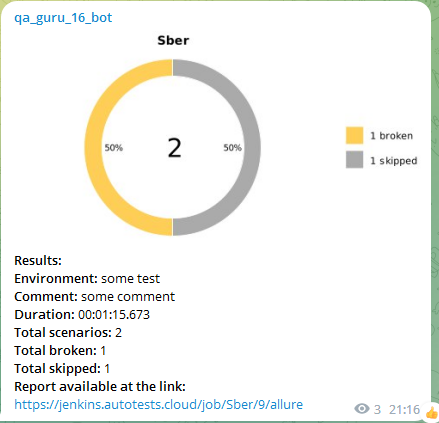 qa_guru_16_bot
Sber
50%
2
50%
1 broken
1 skipped
Results:
Environment: some test
Comment: some comment
Duration: 00:01:15.673
Total scenarios: 2
Total broken: 1
Total skipped: 1
Report available at the link:
https://jenkins.autotests.cloud/job/Sber/9/allure
3 21:16